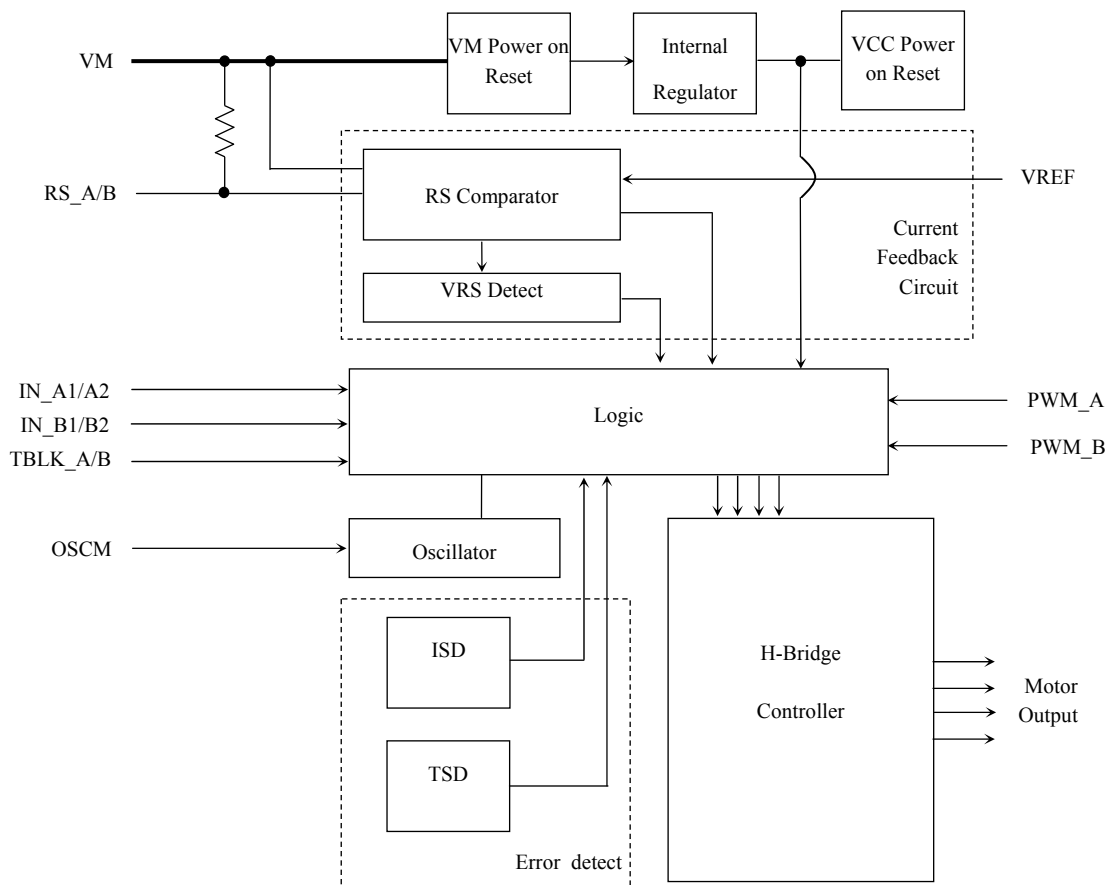 VM
VM Power on
Reset
Internal
Regulator
VCC Power
on Reset
RS_A/B
RS Comparator
VREF
Current
Feedback
Circuit
VRS Detect
IN_A1/A2
IN_B1/B2
TBLK_A/B
Logic
PWM_A
PWM_B
OSCM
Oscillator
ISD
TSD
Error detect
H-Bridge
Controller
Motor
Output